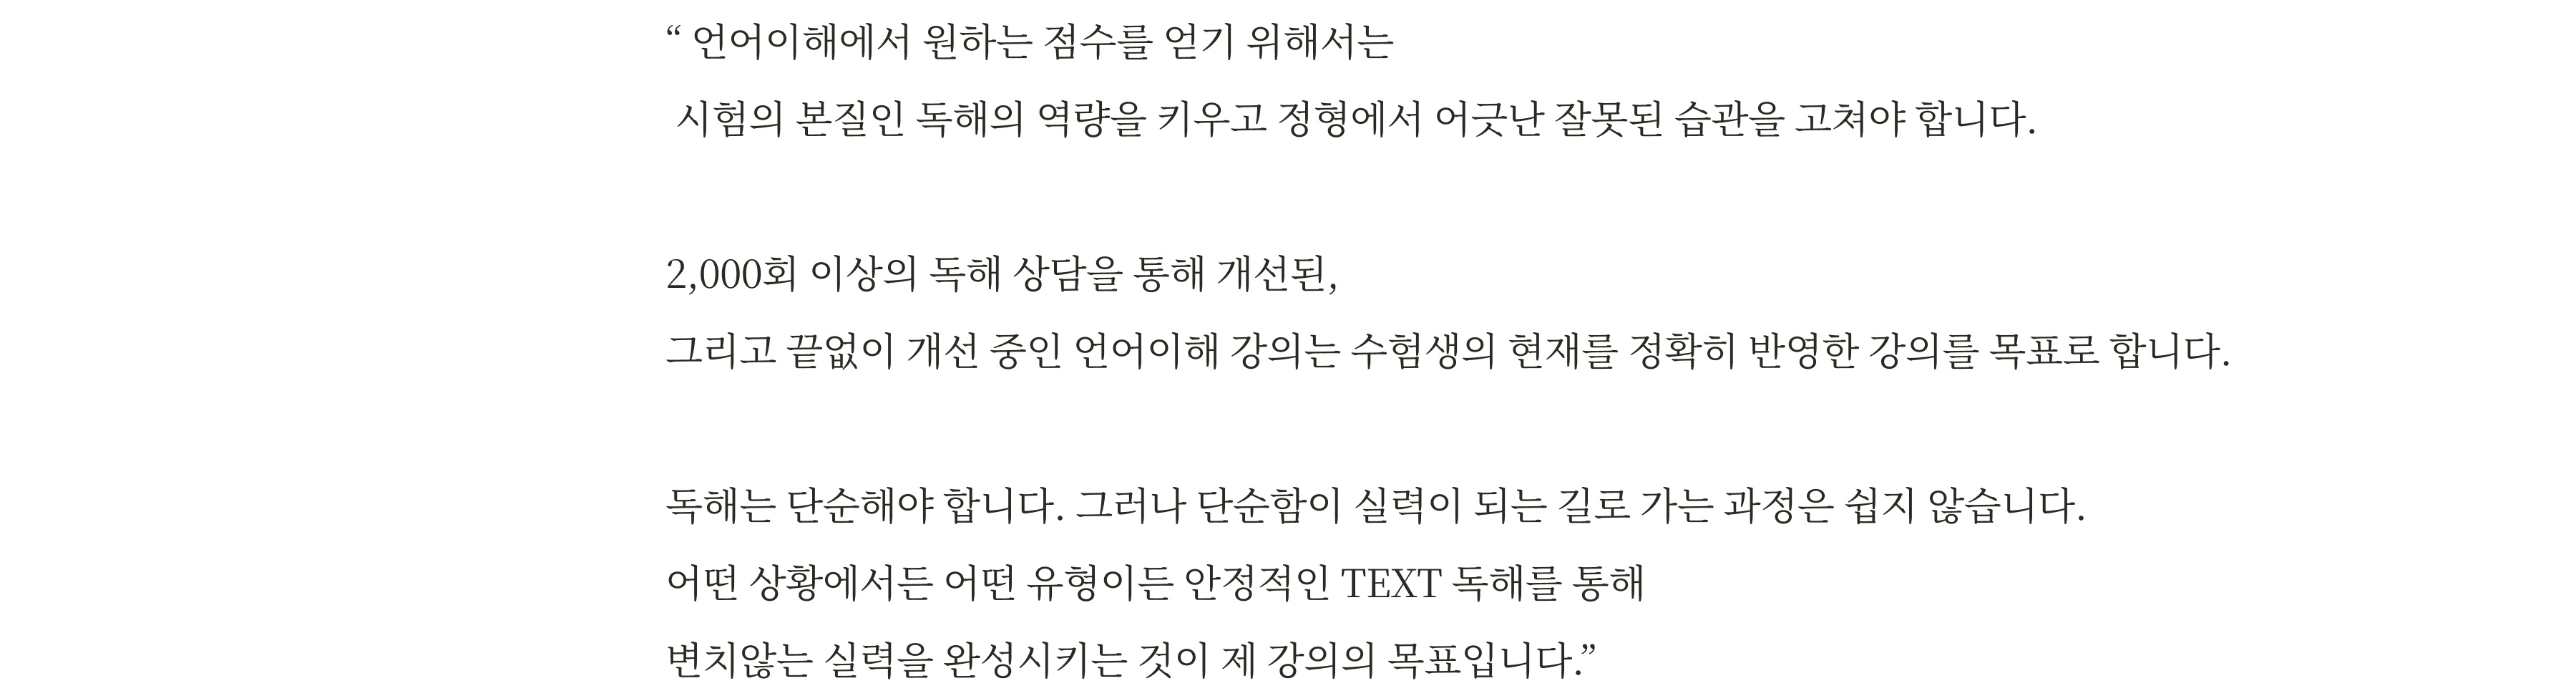 “ 언어이해에서 원하는 점수를 얻기 위해서는
시험의 본질인 독해의 역량을 키우고 정형에서 어긋난 잘못된 습관을 고쳐야 합니다.
2,000회 이상의 독해 상담을 통해 개선된,
그리고 끝없이 개선 중인 언어이해 강의는 수험생의 현재를 정확히 반영한 강의를 목표로 합니다.
독해는 단순해야 합니다. 그러나 단순함이 실력이 되는 길로 가는 과정은 쉽지 않습니다.
어떤 상황에서든 어떤 유형이든 안정적인 TEXT 독해를 통해
변치않는 실력을 완성시키는 것이 제 강의의 목표입니다.”